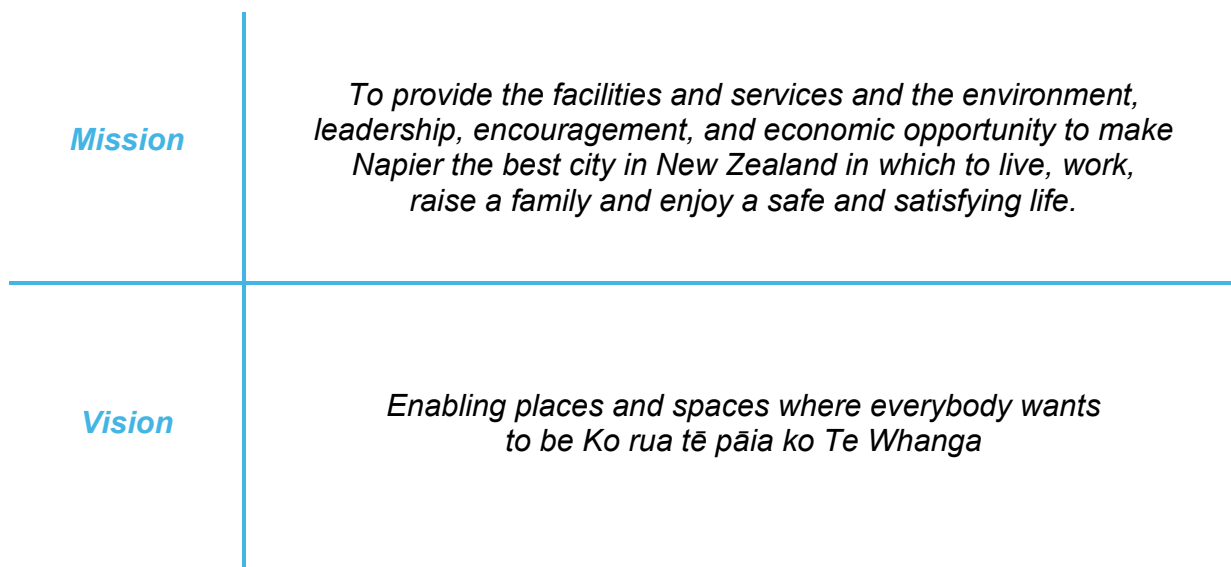 Mission
To provide the facilities and services and the environment,
leadership, encouragement, and economic opportunity to make
Napier the best city in New Zealand in which to live, work,
raise a family and enjoy a safe and satisfying life.
Vision
Enabling places and spaces where everybody wants
to be Ko rua tē pāia ko Te Whanga